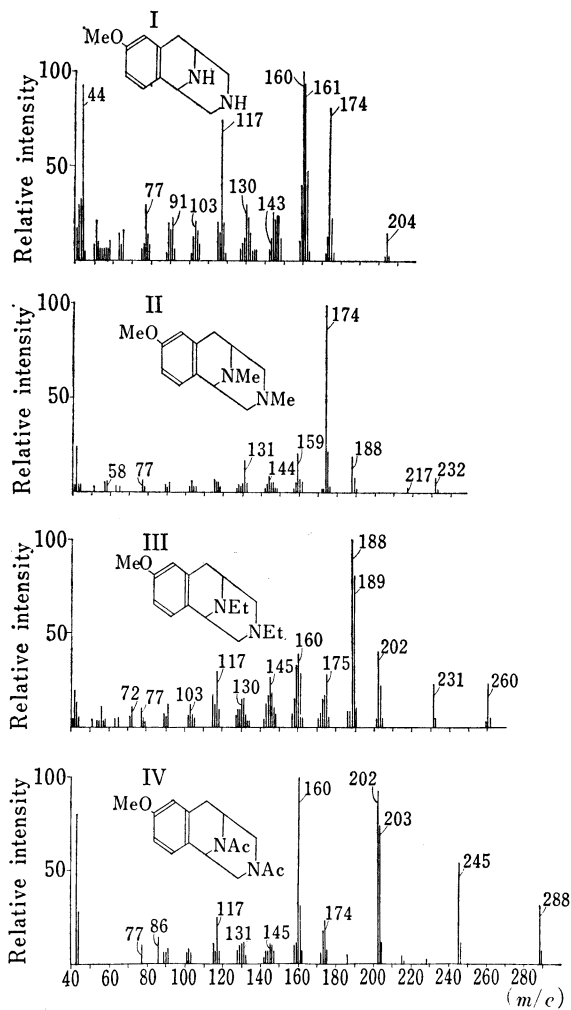 I
MeO
NH
NH
Relative intensity
100
50
44
77
91
103
117
130
143
160
161
174
204
II
MeO
NMe
NMe
Relative intensity
100
50
58
77
131
144
159
174
188
217
232
III
MeO
NEt
NEt
Relative intensity
100
50
72
77
103
117
130
145
160
175
188
189
202
231
260
IV
MeO
NAc
NAc
Relative intensity
100
50
77
86
117
131
145
160
174
202
203
245
288
40 60 80 100 120 140 160 180 200 220 240 260 280
(m/e)